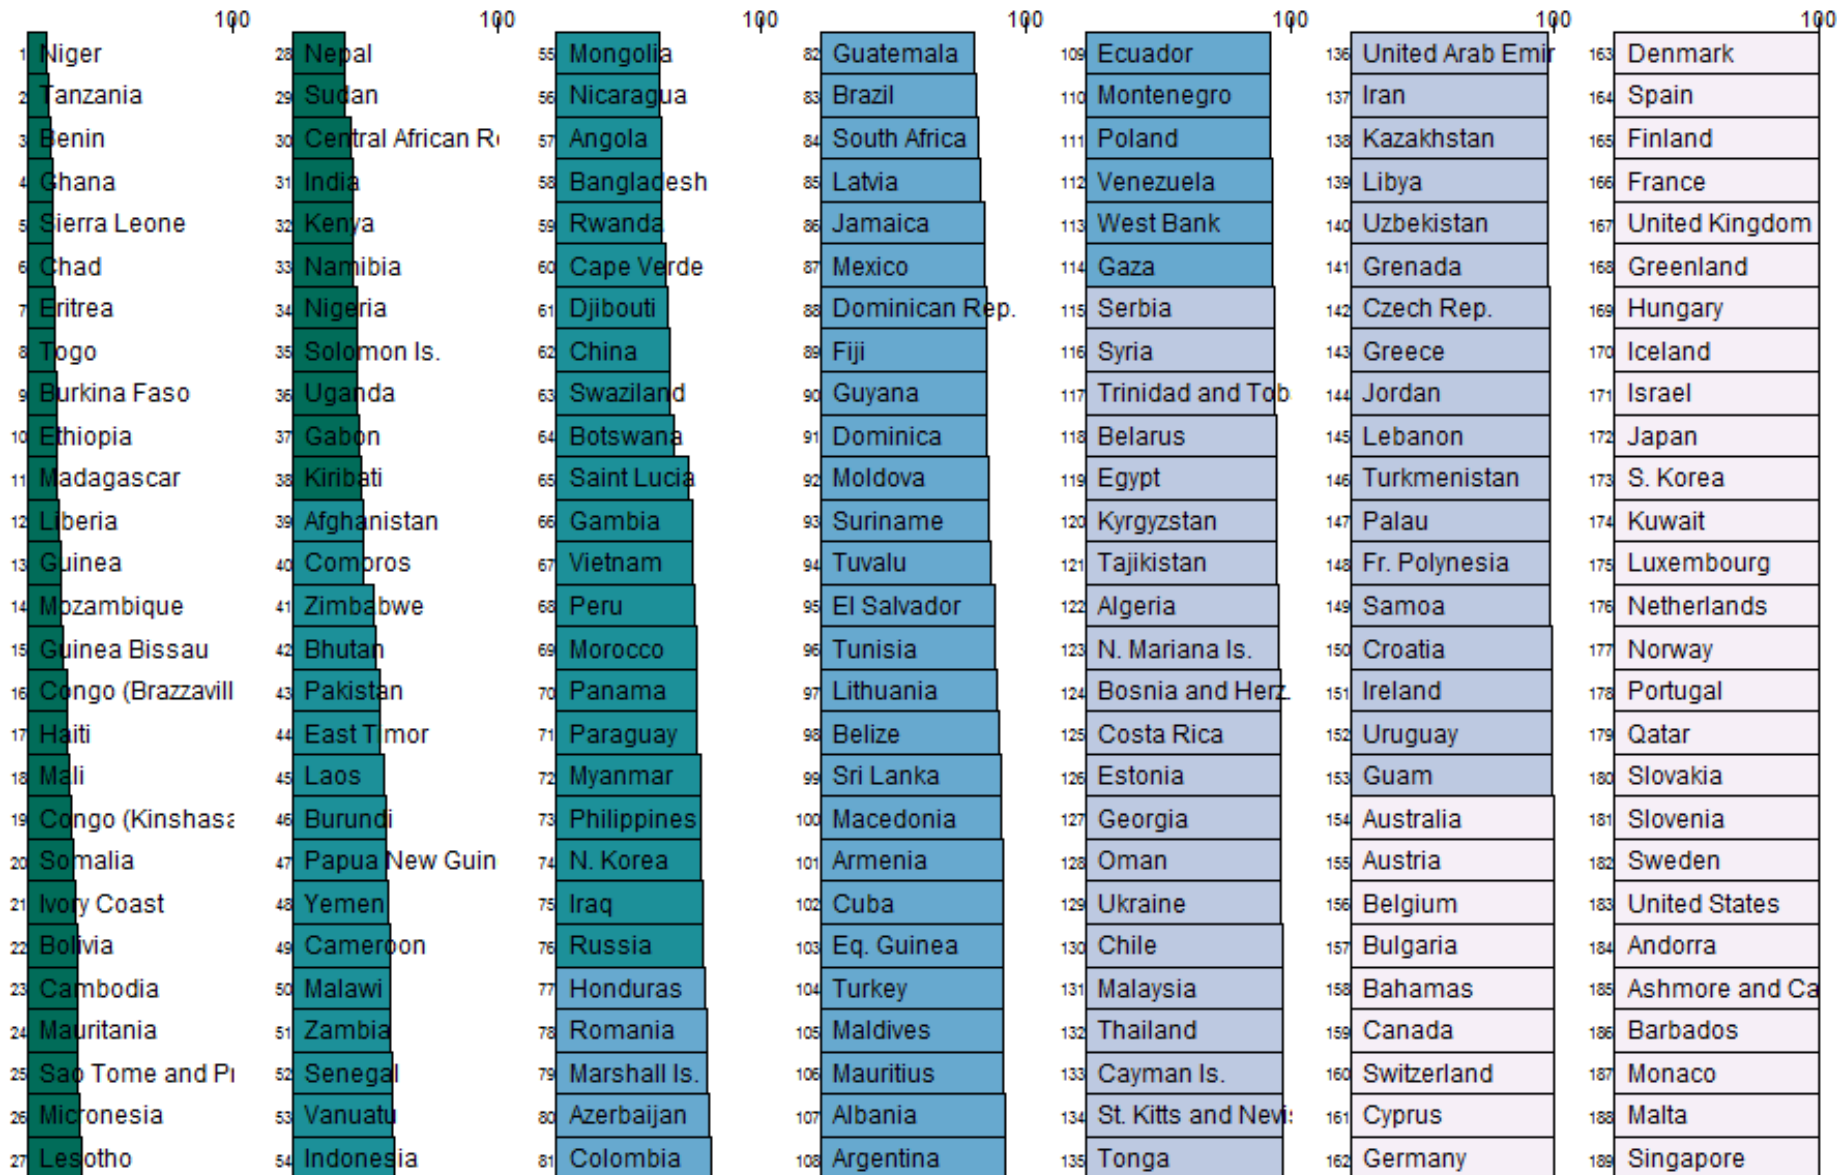 100 100 100 100 100 100 100
1 Niger
2 Tanzania
3 Benin
4 Ghana
5 Sierra Leone
6 Chad
7 Eritrea
8 Togo
9 Burkina Faso
10 Ethiopia
11 Madagascar
12 Liberia
13 Guinea
14 Mozambique
15 Guinea Bissau
16 Congo (Brazzavill
17 Haiti
18 Mali
19 Congo (Kinshasa
20 Somalia
21 Ivory Coast
22 Bolivia
23 Cambodia
24 Mauritania
25 Sao Tome and Pr
26 Micronesia
27 Lesotho
28 Nepal
29 Sudan
30 Central African Re
31 India
32 Kenya
33 Namibia
34 Nigeria
35 Solomon Is.
36 Uganda
37 Gabon
38 Kiribati
39 Afghanistan
40 Comoros
41 Zimbabwe
42 Bhutan
43 Pakistan
44 East Timor
45 Laos
46 Burundi
47 Papua New Guin
48 Yemen
49 Cameroon
50 Malawi
51 Zambia
52 Senegal
53 Vanuatu
54 Indonesia
55 Mongolia
56 Nicaragua
57 Angola
58 Bangladesh
59 Rwanda
60 Cape Verde
61 Djibouti
62 China
63 Swaziland
64 Botswana
65 Saint Lucia
66 Gambia
67 Vietnam
68 Peru
69 Morocco
70 Panama
71 Paraguay
72 Myanmar
73 Philippines
74 N. Korea
75 Iraq
76 Russia
77 Honduras
78 Romania
79 Marshall Is.
80 Azerbaijan
81 Colombia
82 Guatemala
83 Brazil
84 South Africa
85 Latvia
86 Jamaica
87 Mexico
88 Dominican Rep.
89 Fiji
90 Guyana
91 Dominica
92 Moldova
93 Suriname
94 Tuvalu
95 El Salvador
96 Tunisia
97 Lithuania
98 Belize
99 Sri Lanka
100 Macedonia
101 Armenia
102 Cuba
103 Eq. Guinea
104 Turkey
105 Maldives
106 Mauritius
107 Albania
108 Argentina
109 Ecuador
110 Montenegro
111 Poland
112 Venezuela
113 West Bank
114 Gaza
115 Serbia
116 Syria
117 Trinidad and Tob
118 Belarus
119 Egypt
120 Kyrgyzstan
121 Tajikistan
122 Algeria
123 N. Mariana Is.
124 Bosnia and Herz.
125 Costa Rica
126 Estonia
127 Georgia
128 Oman
129 Ukraine
130 Chile
131 Malaysia
132 Thailand
133 Cayman Is.
134 St. Kitts and Nevis
135 Tonga
136 United Arab Emir
137 Iran
138 Kazakhstan
139 Libya
140 Uzbekistan
141 Grenada
142 Czech Rep.
143 Greece
144 Jordan
145 Lebanon
146 Turkmenistan
147 Palau
148 Fr. Polynesia
149 Samoa
150 Croatia
151 Ireland
152 Uruguay
153 Guam
154 Australia
155 Austria
156 Belgium
157 Bulgaria
158 Bahamas
159 Canada
160 Switzerland
161 Cyprus
162 Germany
163 Denmark
164 Spain
165 Finland
166 France
167 United Kingdom
168 Greenland
169 Hungary
170 Iceland
171 Israel
172 Japan
173 S. Korea
174 Kuwait
175 Luxembourg
176 Netherlands
177 Norway
178 Portugal
179 Qatar
180 Slovakia
181 Slovenia
182 Sweden
183 United States
184 Andorra
185 Ashmore and Ca
186 Barbados
187 Monaco
188 Malta
189 Singapore